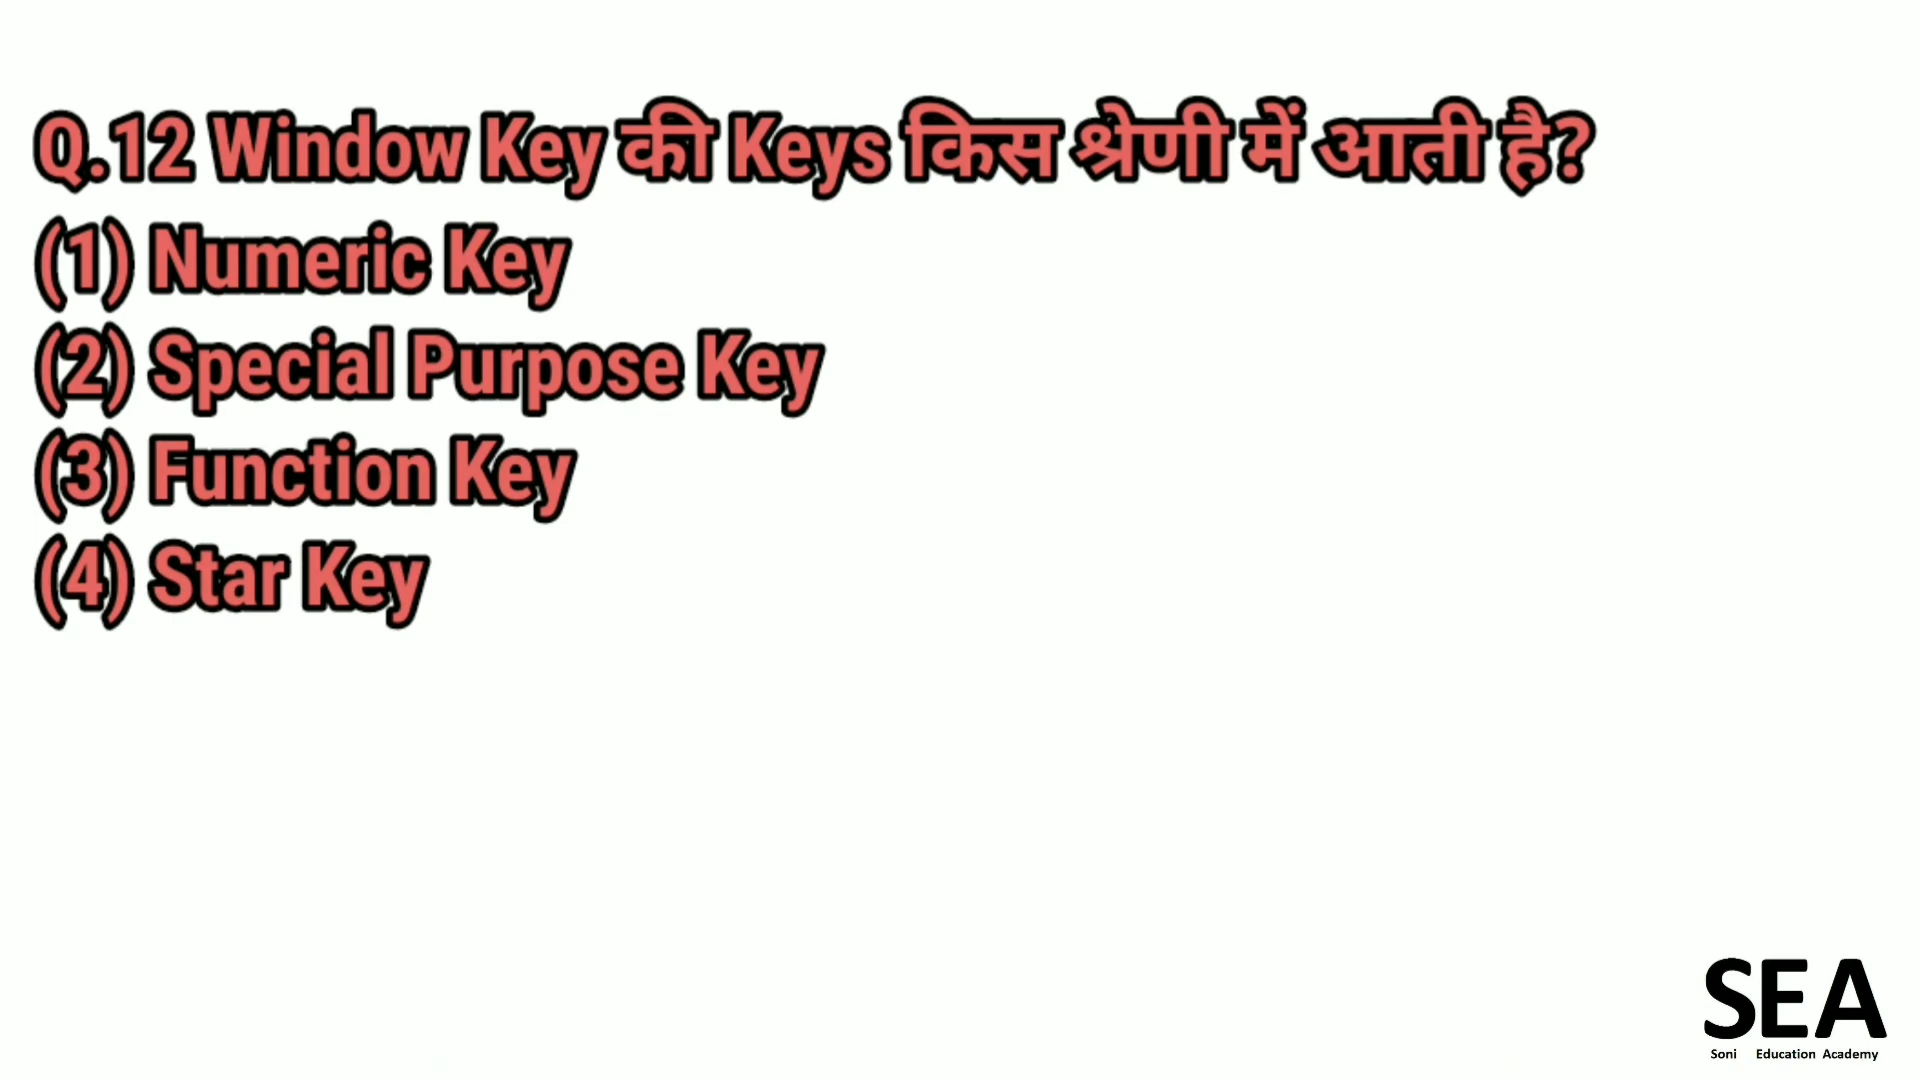 Q.12 Window Key की Keys किस श्रेणी में आती है?
(1) Numeric Key
(2) Special Purpose Key
(3) Function Key
(4) Star Key
SEA
Soni Education Academy